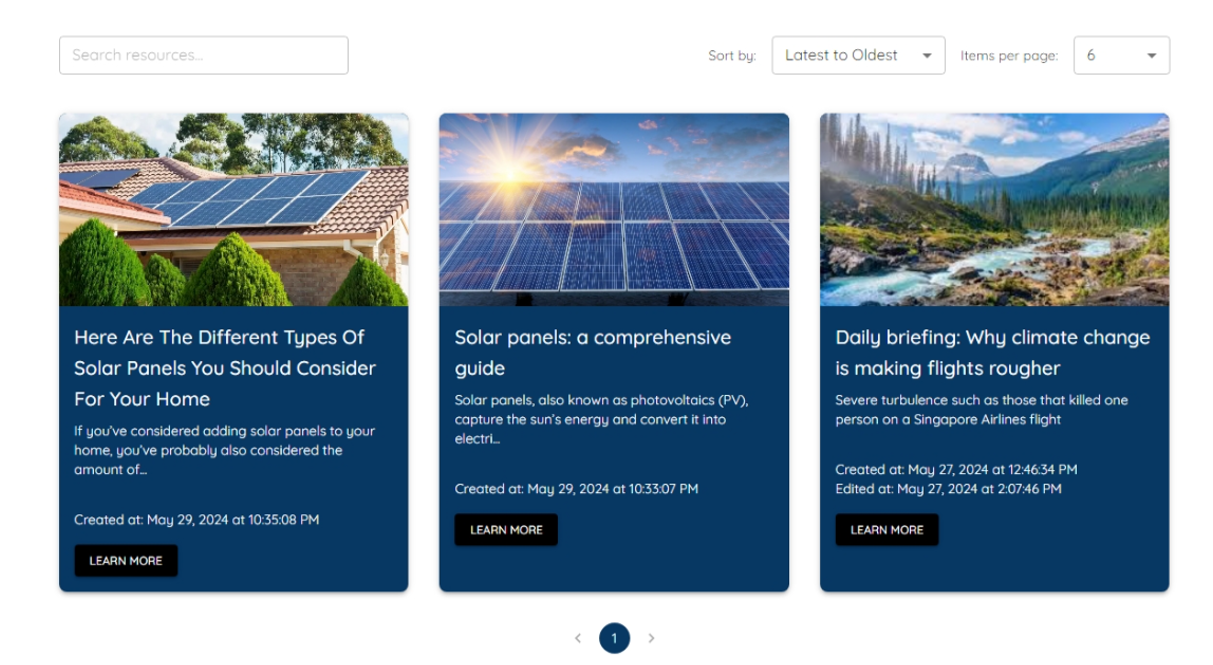 Search resources...
Sort by:
Latest to Oldest
Items per page:
6
Here Are The Different Types Of
Solar Panels You Should Consider
For Your Home
If you've considered adding solar panels to your
home, you've probably also considered the
amount of...
Created at: May 29, 2024 at 10:35:08 PM
LEARN MORE
Solar panels: a comprehensive
guide
Solar panels, also known as photovoltaics (PV),
capture the sun's energy and convert it into
electri...
Created at: May 29, 2024 at 10:33:07 PM
LEARN MORE
Daily briefing: Why climate change
is making flights rougher
Severe turbulence such as those that killed one
person on a Singapore Airlines flight
Created at: May 27, 2024 at 12:46:34 PM
Edited at: May 27, 2024 at 2:07:46 PM
LEARN MORE
< 1 >